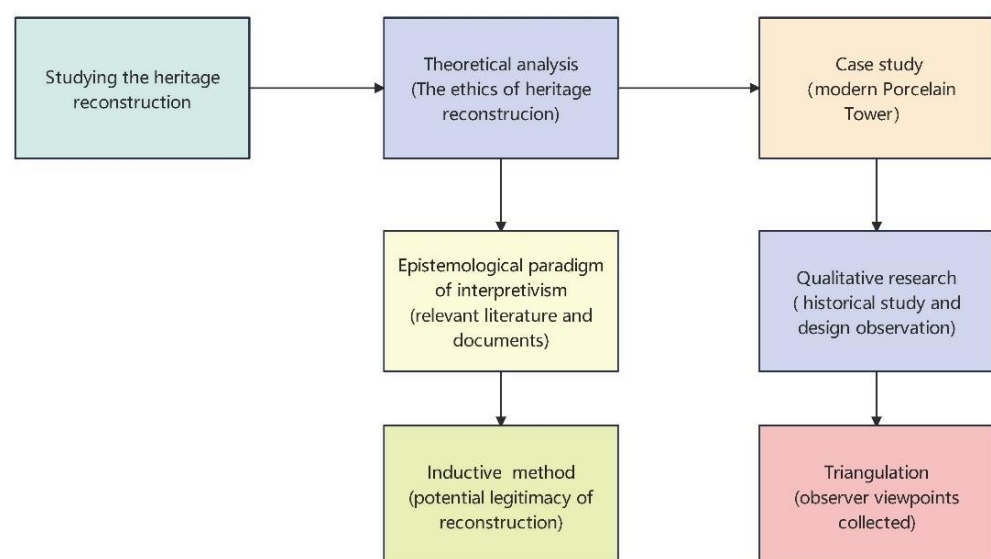 Studying the heritage
reconstruction
Theoretical analysis
(The ethics of heritage
reconstrucion)
Case study
(modern Porcelain
Tower)
Epistemological paradigm
of interpretivism
(relevant literature and
documents)
Qualitative research
( historical study and
design observation)
Inductive method
(potential legitimacy of
reconstruction)
Triangulation
(observer viewpoints
collected)